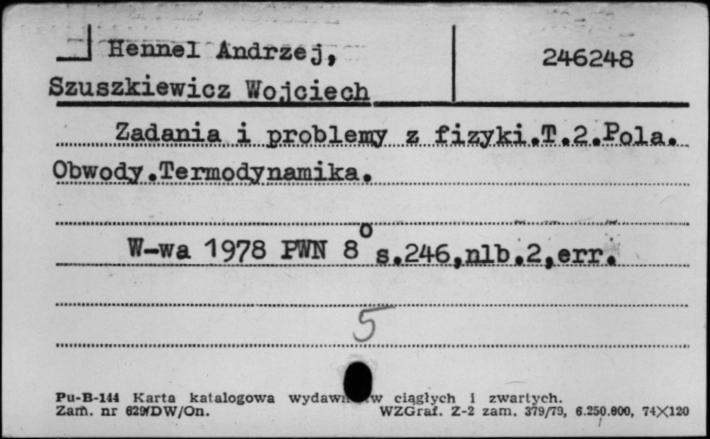 Hennel Andrzej, 246248
Szuszkiewicz Wojciech
Zadania i problemy z fizyki.T.2.Pola.
Obwody.Termodynamika.
W-wa 1978 PWN 8o s.246,nlb.2,err.
5
Pu-B-144 Karta katalogowa ciągłych i zwartych.
Zam. nr 629/DW/On. WZGraf. Z-2 zam. 379/79, 6.250.000, 74X120